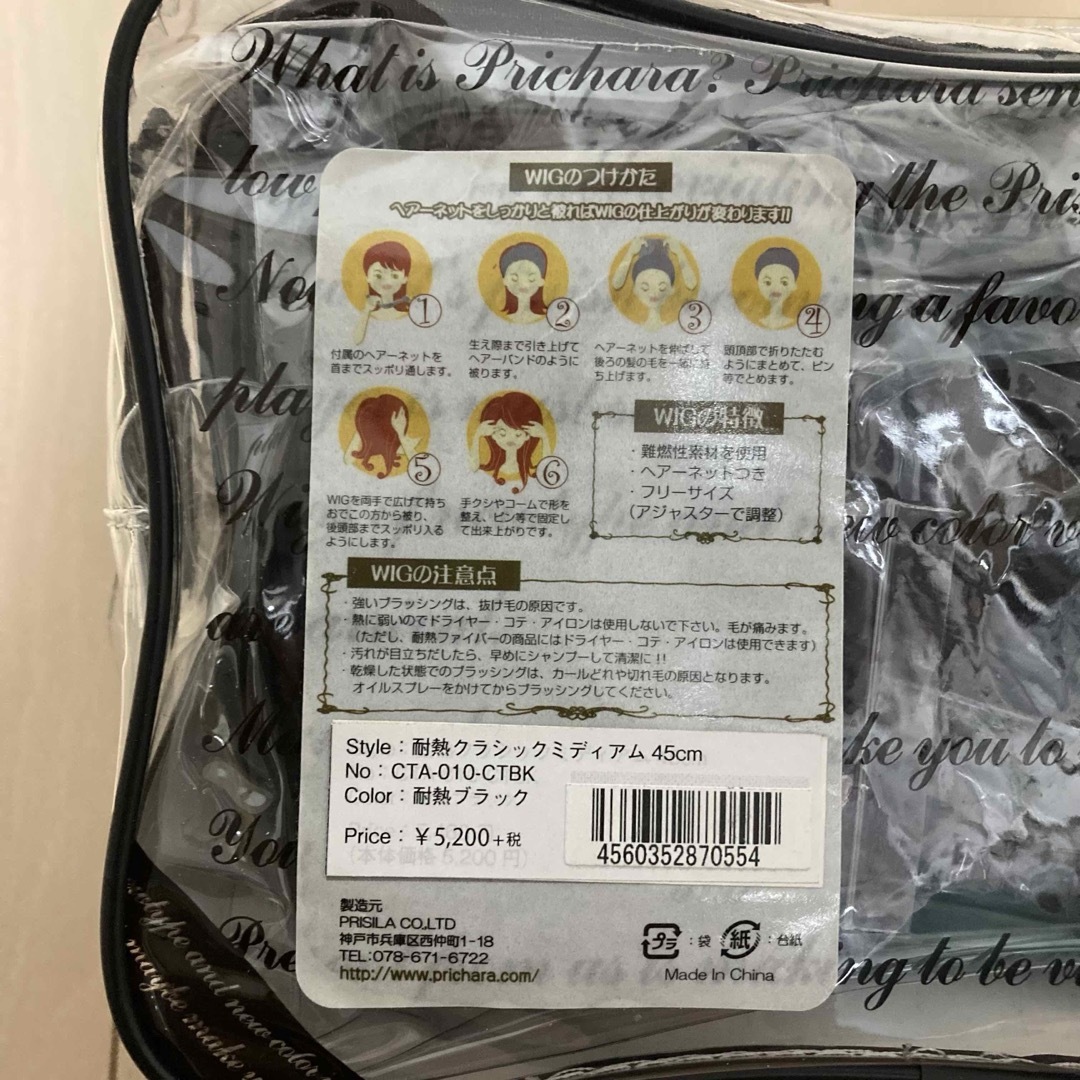 What is Prichara? Prichara sen
low
the Pris
No
ng a favo
play
W
ew color v
an
Ma
ke you to
You
Pre
ng to be v
maybe make
and new color
WIGのつけかた
ヘアーネットをしっかりと被ればWIGの仕上がりが変わります!!
1
付属のヘアーネットを
首までスッポリ通します。
2
生え際まで引き上げて
ヘアーバンドのように
被ります。
3
ヘアーネットを伸ばして
後ろの髪の毛を一緒に持
ち上げます。
4
頭頂部で折りたたむ
ようにまとめて、ピン
等でとめます。
5
WIGを両手で広げて持ち
おでこの方から被り、
後頭部までスッポリ入る
ようにします。
6
手クシやコームで形を
整え、ピン等で固定し
て出来上がりです。
WIGの特徴
・難燃性素材を使用
・ヘアーネットつき
・フリーサイズ
(アジャスターで調整)
WIGの注意点
・強いブラッシングは、抜け毛の原因です。
・熱に弱いのでドライヤー・コテ・アイロンは使用しないで下さい。毛が痛みます。
(ただし、耐熱ファイバーの商品にはドライヤー・コテ・アイロンは使用できます)
・汚れが目立ちだしたら、早めにシャンプーして清潔に!!
・乾燥した状態でのブラッシングは、カールどれや切れ毛の原因となります。
オイルスプレーをかけてからブラッシングしてください。
Style：耐熱クラシックミディアム 45cm
No：CTA-010-CTBK
Color：耐熱ブラック
Price：￥5,200+税
(本体価格5,200円)
4560352870554
製造元
PRISILA CO.,LTD
神戸市兵庫区西仲町1-18
TEL:078-671-6722
http://www.prichara.com/
プラ：袋 紙：台紙
Made In China